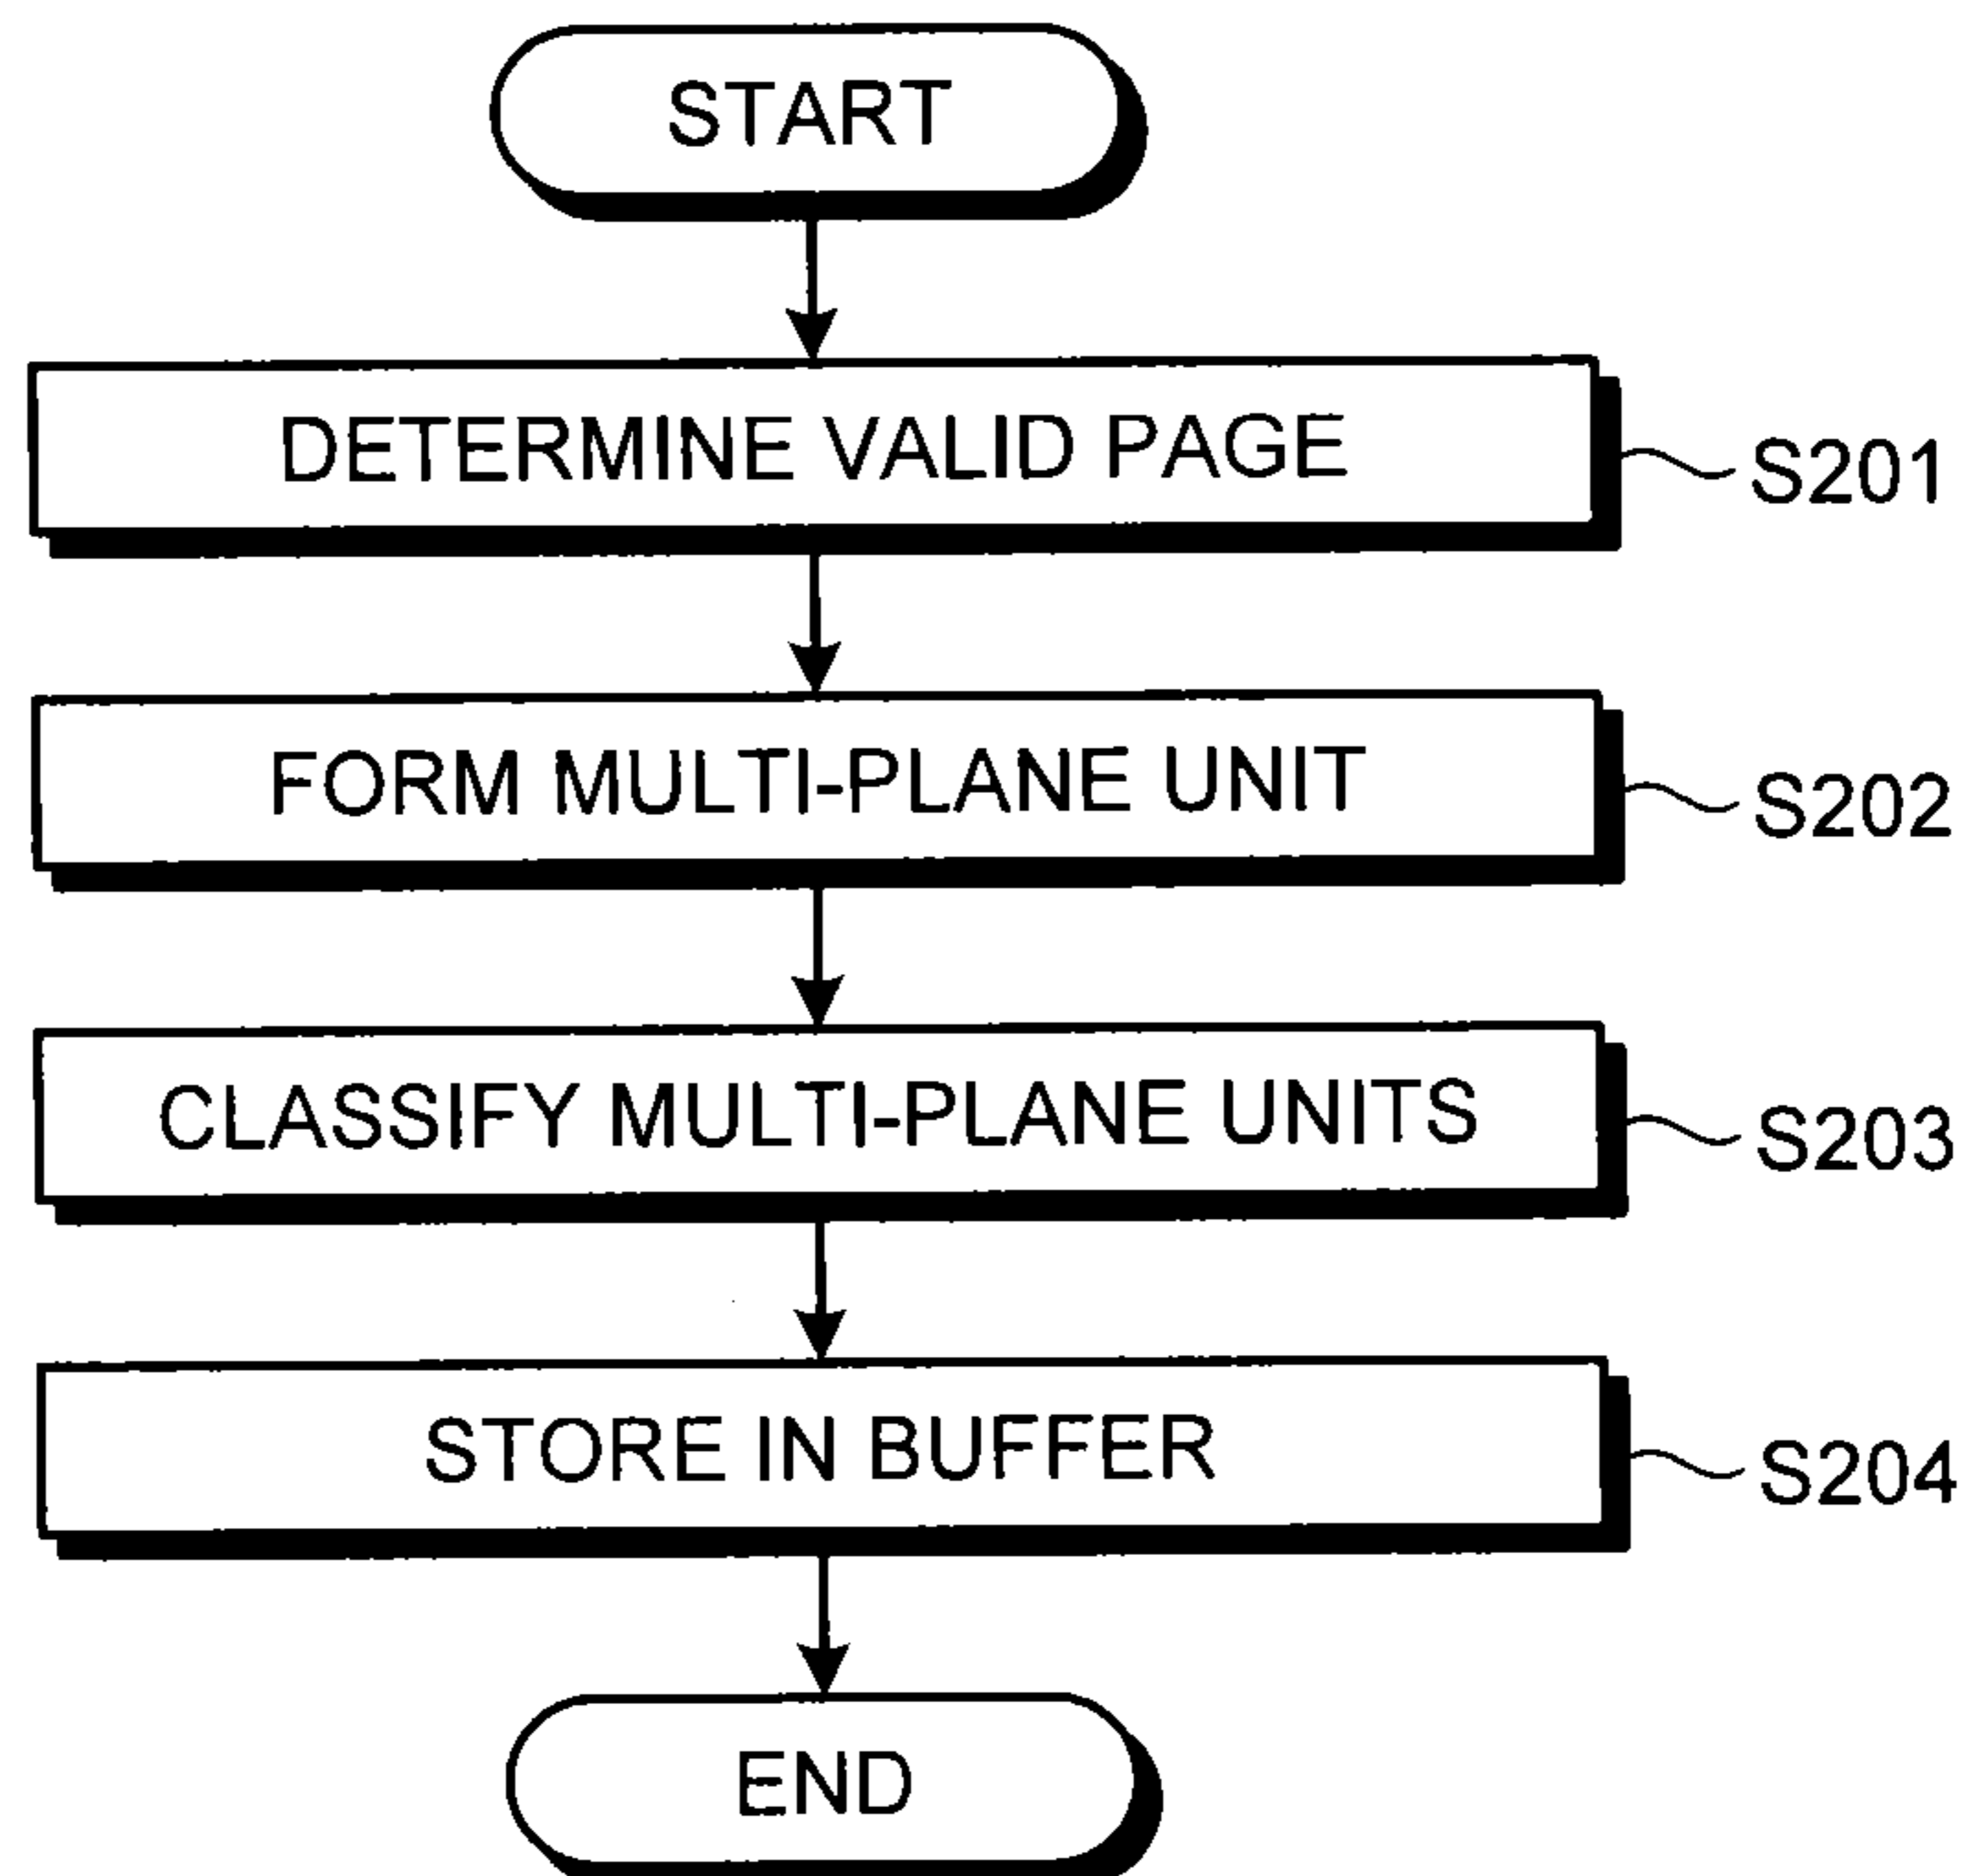 START
DETERMINE VALID PAGE
S201
FORM MULTI-PLANE UNIT
S202
CLASSIFY MULTI-PLANE UNITS
S203
STORE IN BUFFER
S204
END